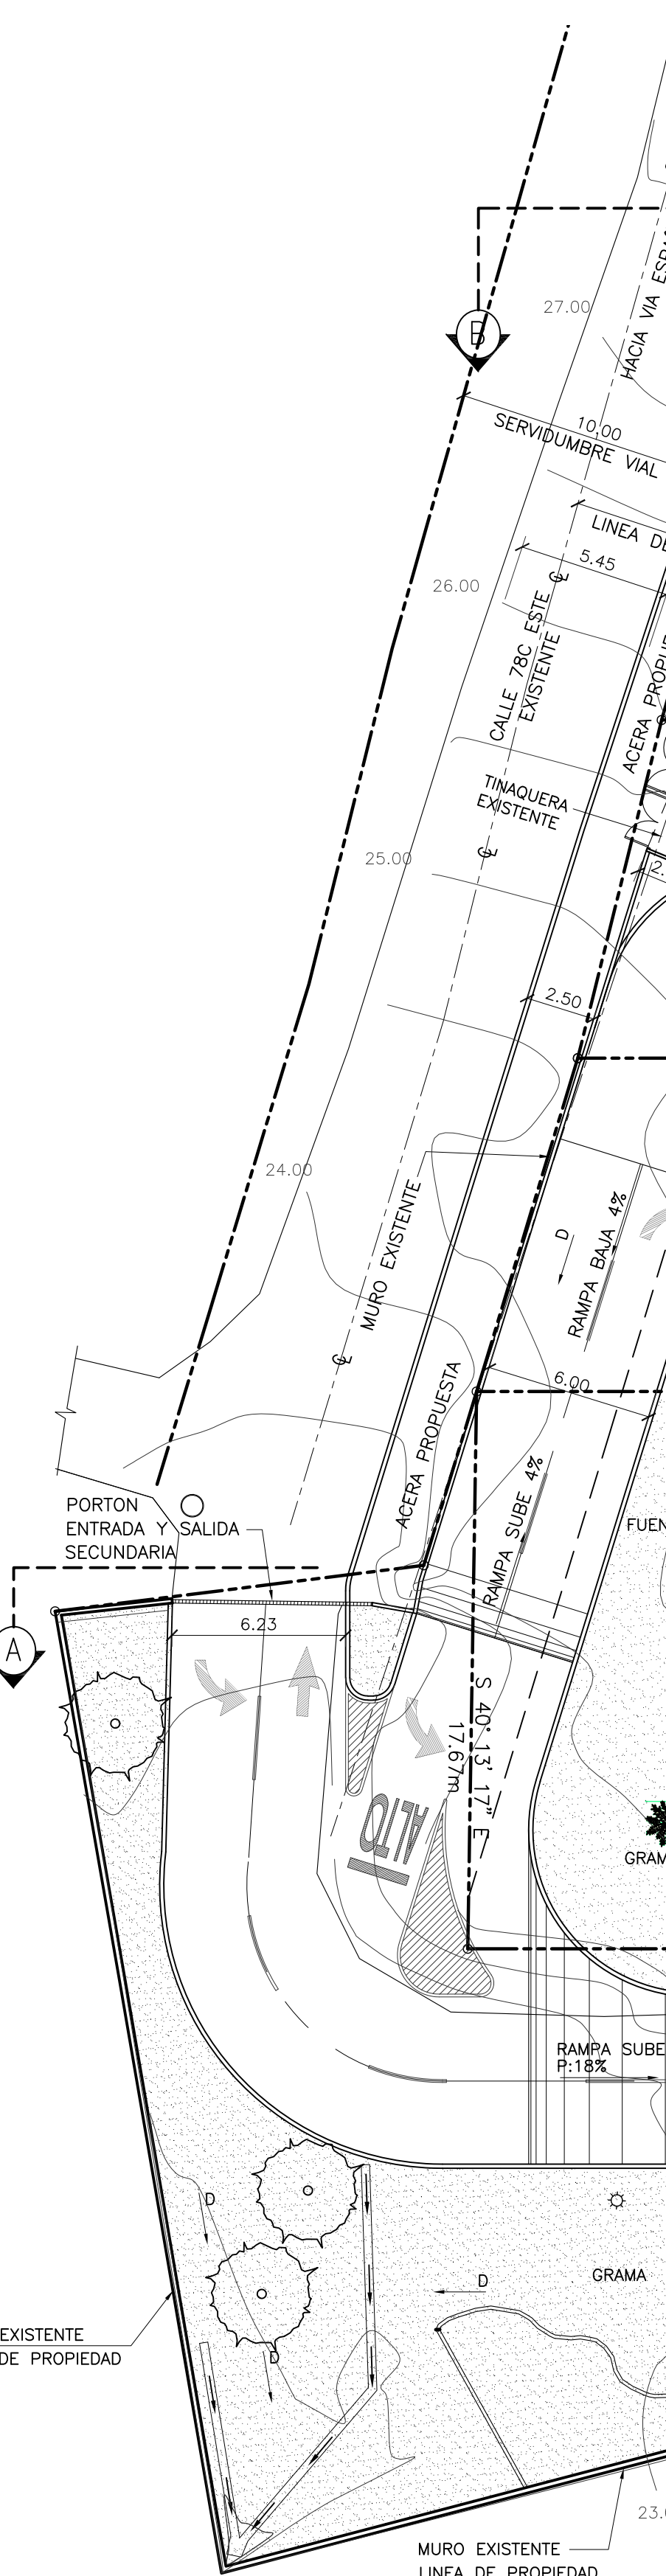 27.00
HACIA VIA
B
10.00
SERVIDUMBRE VIAL
LINEA
5.45
26.00
CALLE 78C ESTE
EXISTENTE
ACERA
TINAQUERA
EXISTENTE
25.00
2.50
24.00
MURO EXISTENTE
D
RAMPA BAJA 4%
6.00
ACERA PROPUESTA
RAMPA SUBE 4%
PORTON
ENTRADA Y SALIDA
SECUNDARIA
A
6.23
S 40° 13' 17" E
17.67m
ALTO
RAMPA SUBE
P:18%
D
D
GRAMA
D
EXISTENTE
DE PROPIEDAD
MURO EXISTENTE
LINEA DE PROPIEDAD